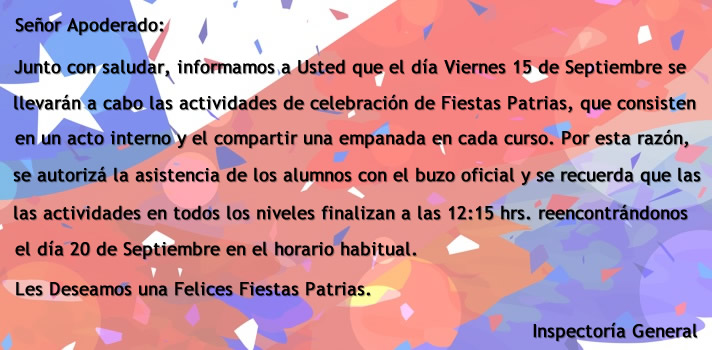 Señor Apoderado:
Junto con saludar, informamos a Usted que el día Viernes 15 de Septiembre se
llevarán a cabo las actividades de celebración de Fiestas Patrias, que consisten
en un acto interno y el compartir una empanada en cada curso. Por esta razón,
se autorizá la asistencia de los alumnos con el buzo oficial y se recuerda que las
las actividades en todos los niveles finalizan a las 12:15 hrs. reencontrándonos
el día 20 de Septiembre en el horario habitual.
Les Deseamos una Felices Fiestas Patrias.
Inspectoría General